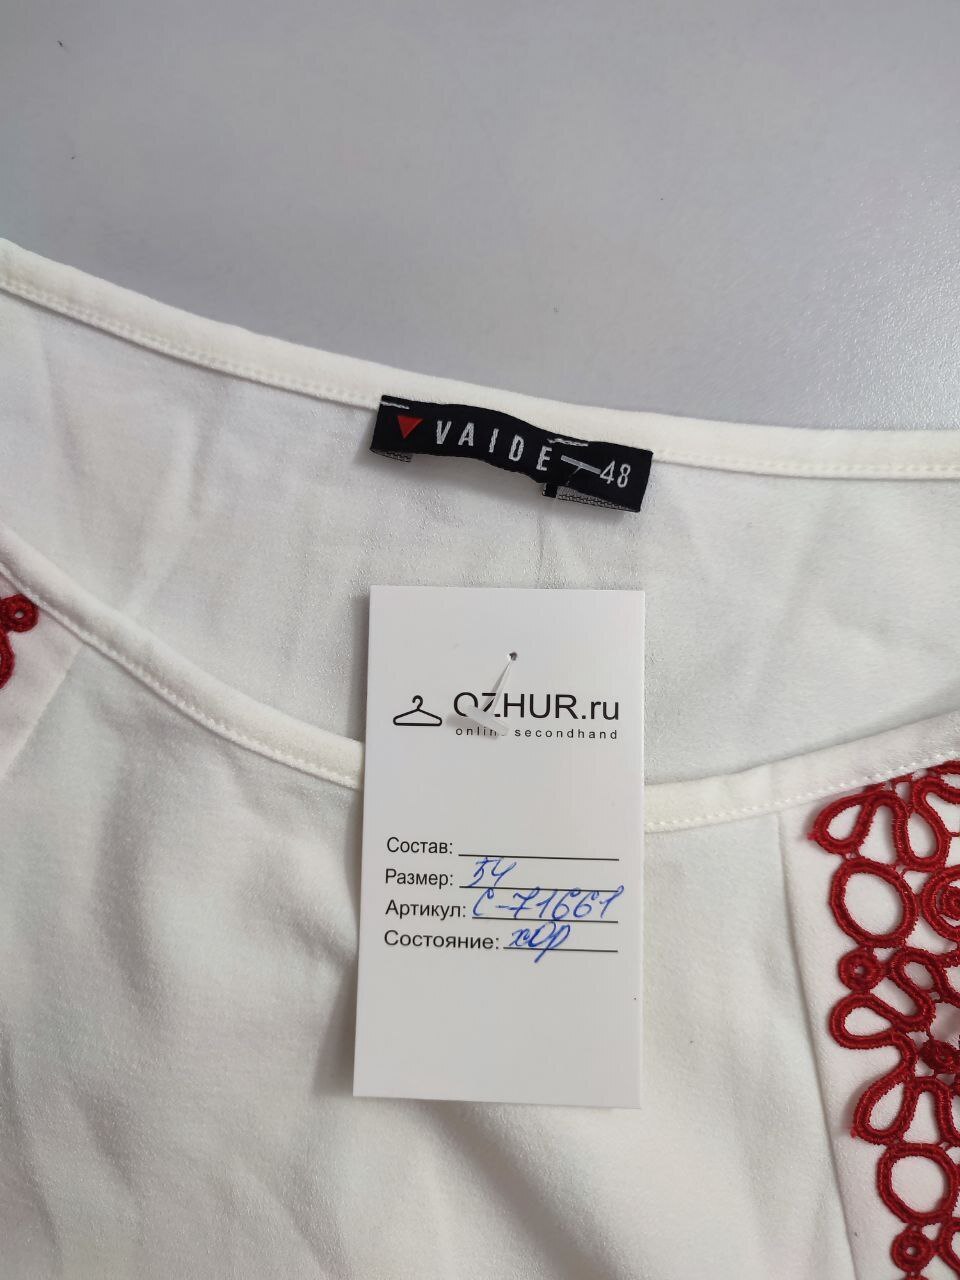 VAIDE 48
OZHUR.ru
online secondhand
Состав:
Размер: 54
Артикул: С-71661
Состояние: хор